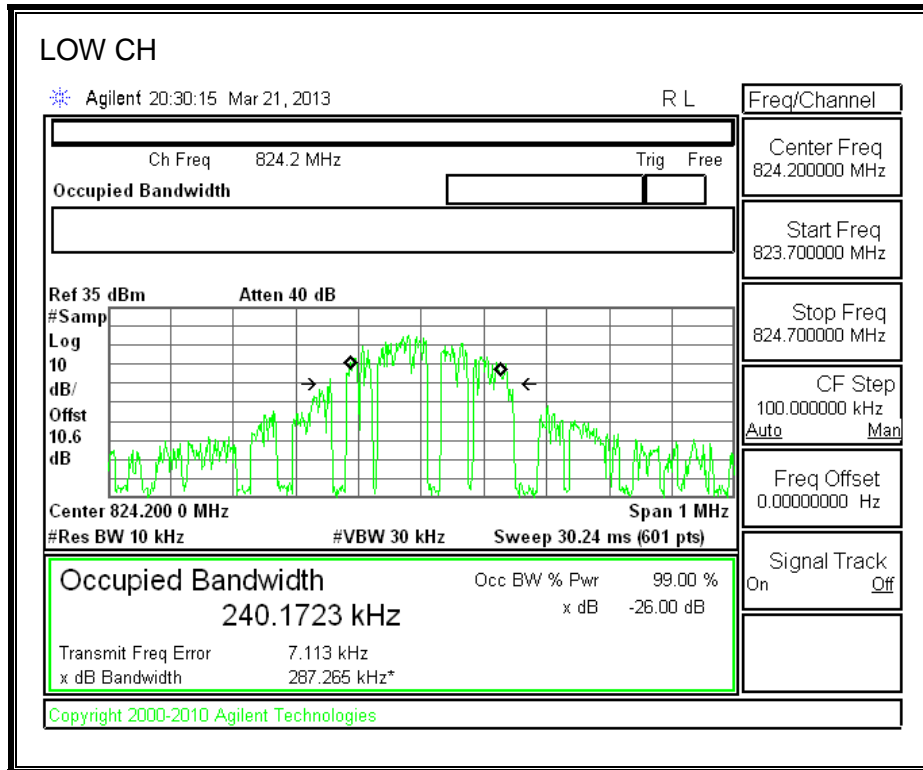 LOW CH
Agilent 20:30:15 Mar 21, 2013 R L
Freq/Channel
Ch Freq 824.2 MHz Trig Free
Occupied Bandwidth
Center Freq
824.200000 MHz
Start Freq
823.700000 MHz
Stop Freq
824.700000 MHz
CF Step
100.000000 kHz
Auto Man
Freq Offset
0.00000000 Hz
Signal Track
On Off
Ref 35 dBm Atten 40 dB
#Samp
Log
10
dB/
Offst
10.6
dB
Center 824.200 0 MHz Span 1 MHz
#Res BW 10 kHz #VBW 30 kHz Sweep 30.24 ms (601 pts)
Occupied Bandwidth
240.1723 kHz
Occ BW % Pwr 99.00 %
x dB -26.00 dB
Transmit Freq Error 7.113 kHz
x dB Bandwidth 287.265 kHz*
Copyright 2000-2010 Agilent Technologies